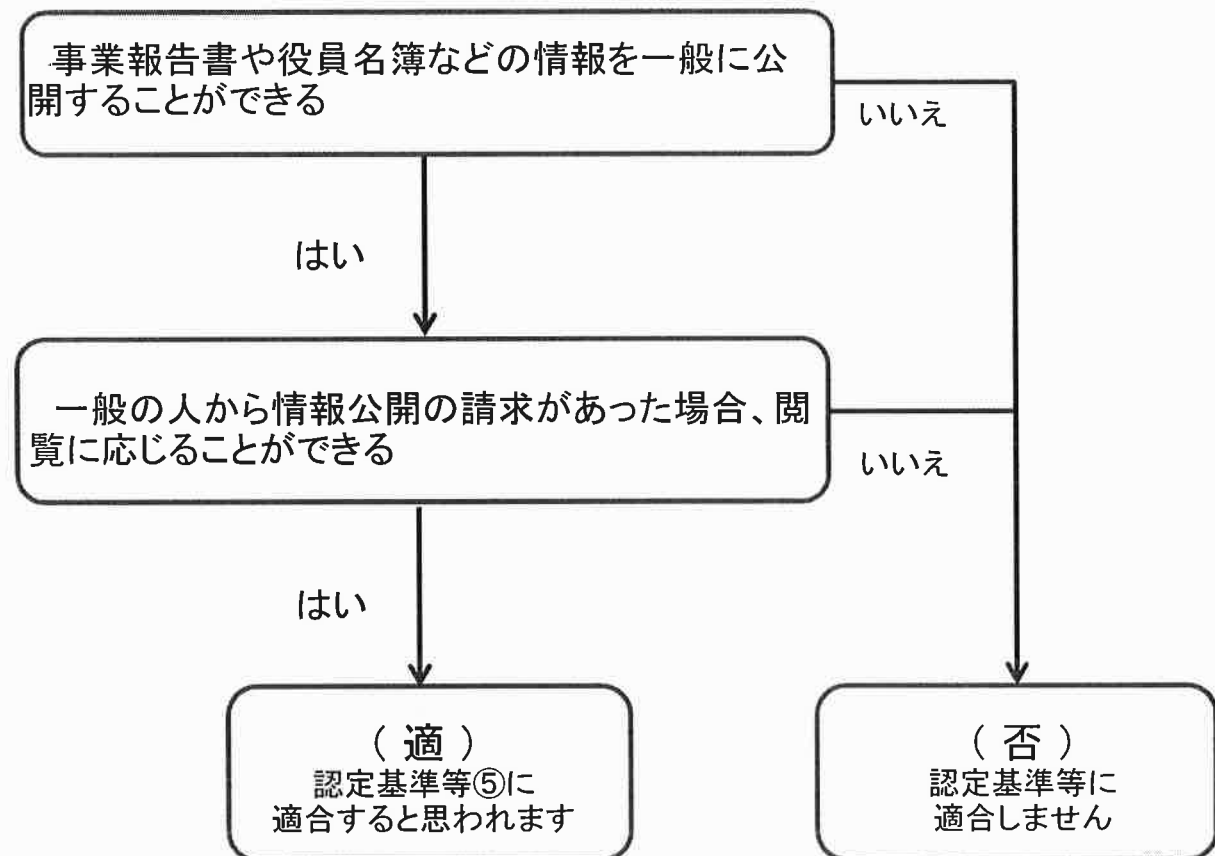 事業報告書や役員名簿などの情報を一般に公
開することができる
いいえ
はい
一般の人から情報公開の請求があった場合、閲
覧に応じることができる
いいえ
はい
（ 適 ）
認定基準等⑤に
適合すると思われます
（ 否 ）
認定基準等に
適合しません